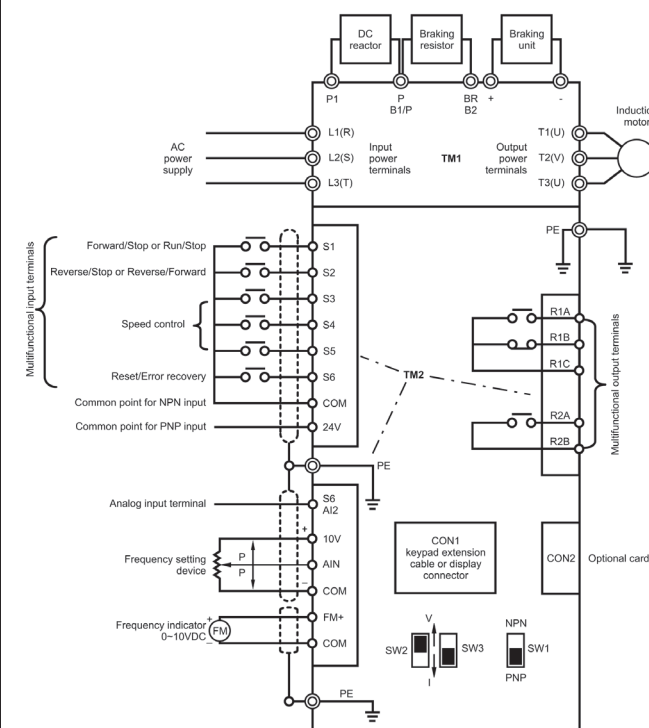 DC
reactor
Braking
resistor
Braking
unit
P1
P
B1/P
BR
B2
+
-
L1(R)
L2(S)
L3(T)
AC
power
supply
Input
power
terminals
TM1
Output
power
terminals
T1(U)
T2(V)
T3(U)
Inductio
motor
PE
Multifunctional input terminals
Forward/Stop or Run/Stop
S1
Reverse/Stop or Reverse/Forward
S2
S3
Speed control
S4
S5
Reset/Error recovery
S6
Common point for NPN input
COM
Common point for PNP input
24V
TM2
R1A
R1B
R1C
R2A
R2B
Multifunctional output terminals
PE
Analog input terminal
S6
AI2
+
10V
Frequency setting
device
P
P
AIN
–
COM
Frequency indicator
0~10VDC
+
FM
–
FM+
COM
PE
CON1
keypad extension
cable or display
connector
CON2
Optional card
V
SW2
SW3
I
NPN
SW1
PNP